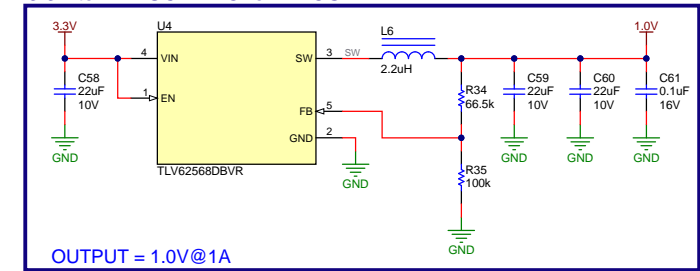 3.3V
U4
L6
1.0V
4
VIN
SW
3
SW
2.2uH
C58
22uF
10V
1
EN
R34
66.5k
C59
22uF
10V
C60
22uF
10V
C61
0.1uF
16V
FB
5
GND
2
GND
TLV62568DBVR
GND
R35
100k
GND
GND
GND
GND
OUTPUT = 1.0V@1A